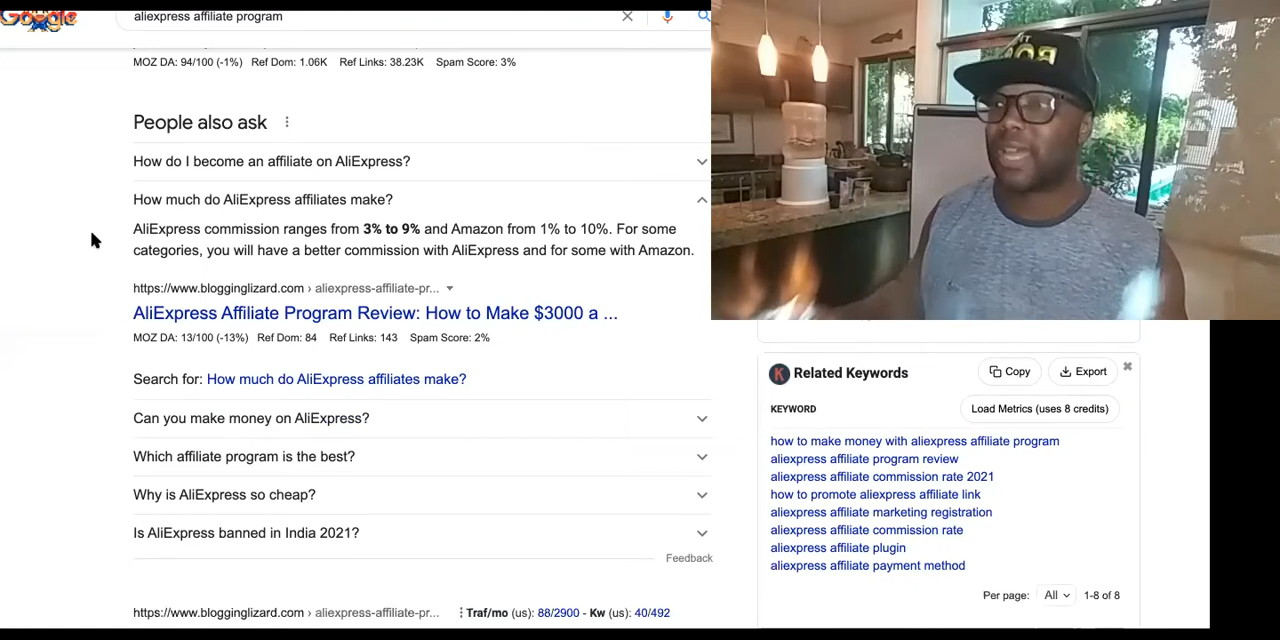 Google
aliexpress affiliate program
MOZ DA: 94/100 (-1%) Ref Dom: 1.06K Ref Links: 38.23K Spam Score: 3%
People also ask
How do I become an affiliate on AliExpress?
How much do AliExpress affiliates make?
AliExpress commission ranges from 3% to 9% and Amazon from 1% to 10%. For some
categories, you will have a better commission with AliExpress and for some with Amazon.
https://www.blogginglizard.com › aliexpress-affiliate-pr...
AliExpress Affiliate Program Review: How to Make $3000 a ...
MOZ DA: 13/100 (-13%) Ref Dom: 84 Ref Links: 143 Spam Score: 2%
Search for: How much do AliExpress affiliates make?
Can you make money on AliExpress?
Which affiliate program is the best?
Why is AliExpress so cheap?
Is AliExpress banned in India 2021?
Feedback
https://www.blogginglizard.com › aliexpress-affiliate-pr... Traf/mo (us): 88/2900 - Kw (us): 40/492
K Related Keywords Copy Export
KEYWORD Load Metrics (uses 8 credits)
how to make money with aliexpress affiliate program
aliexpress affiliate program review
aliexpress affiliate commission rate 2021
how to promote aliexpress affiliate link
aliexpress affiliate marketing registration
aliexpress affiliate commission rate
aliexpress affiliate plugin
aliexpress affiliate payment method
Per page: All 1-8 of 8